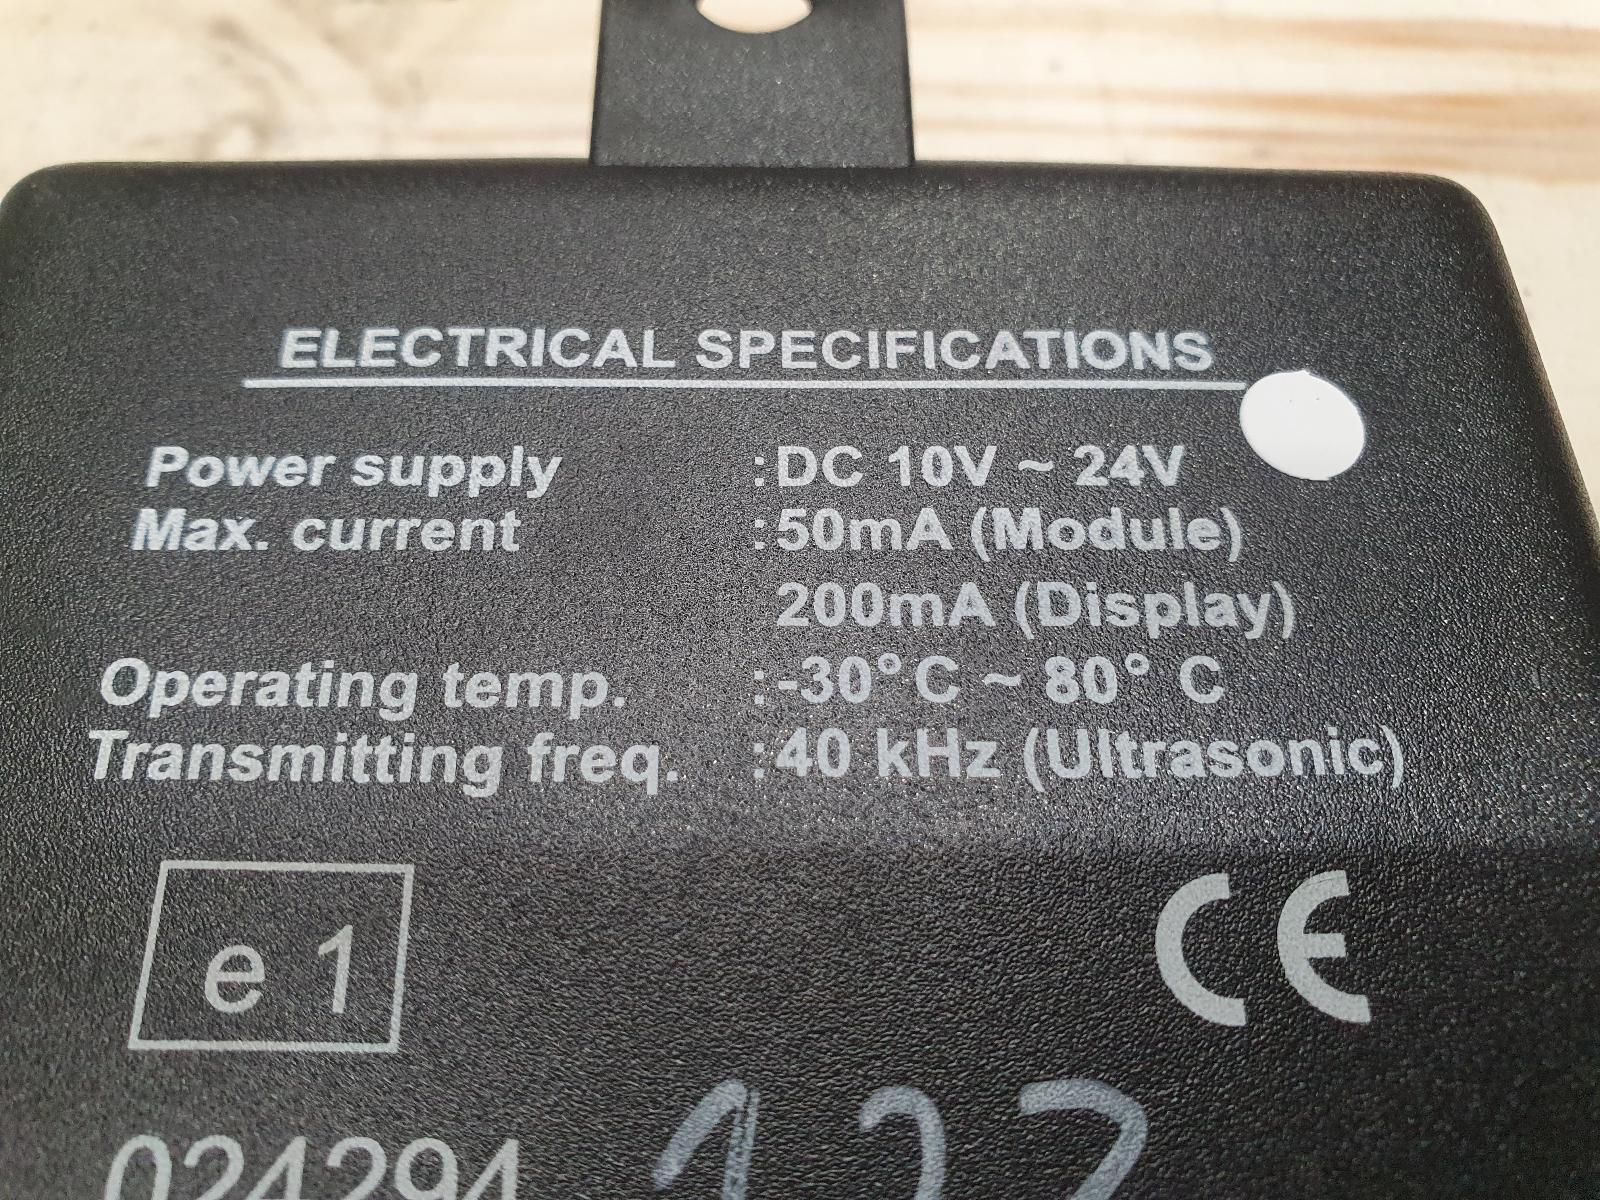 ELECTRICAL SPECIFICATIONS
Power supply :DC 10V ~ 24V
Max. current :50mA (Module)
200mA (Display)
Operating temp. :-30°C ~ 80° C
Transmitting freq. :40 kHz (Ultrasonic)
e 1 CE
024294